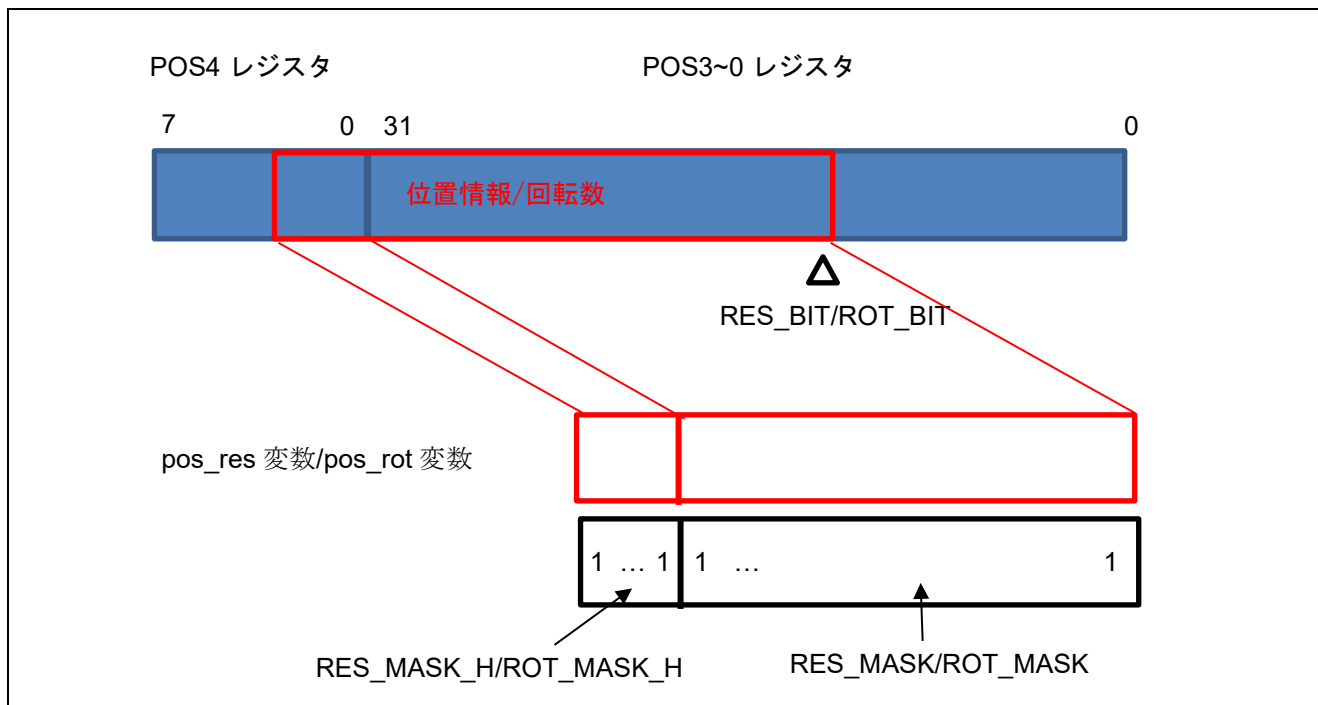 POS4 レジスタ POS3~0 レジスタ
7 0 31 0
位置情報/回転数
RES_BIT/ROT_BIT
pos_res 変数/pos_rot 変数
1 … 1 1 … 1
RES_MASK_H/ROT_MASK_H RES_MASK/ROT_MASK